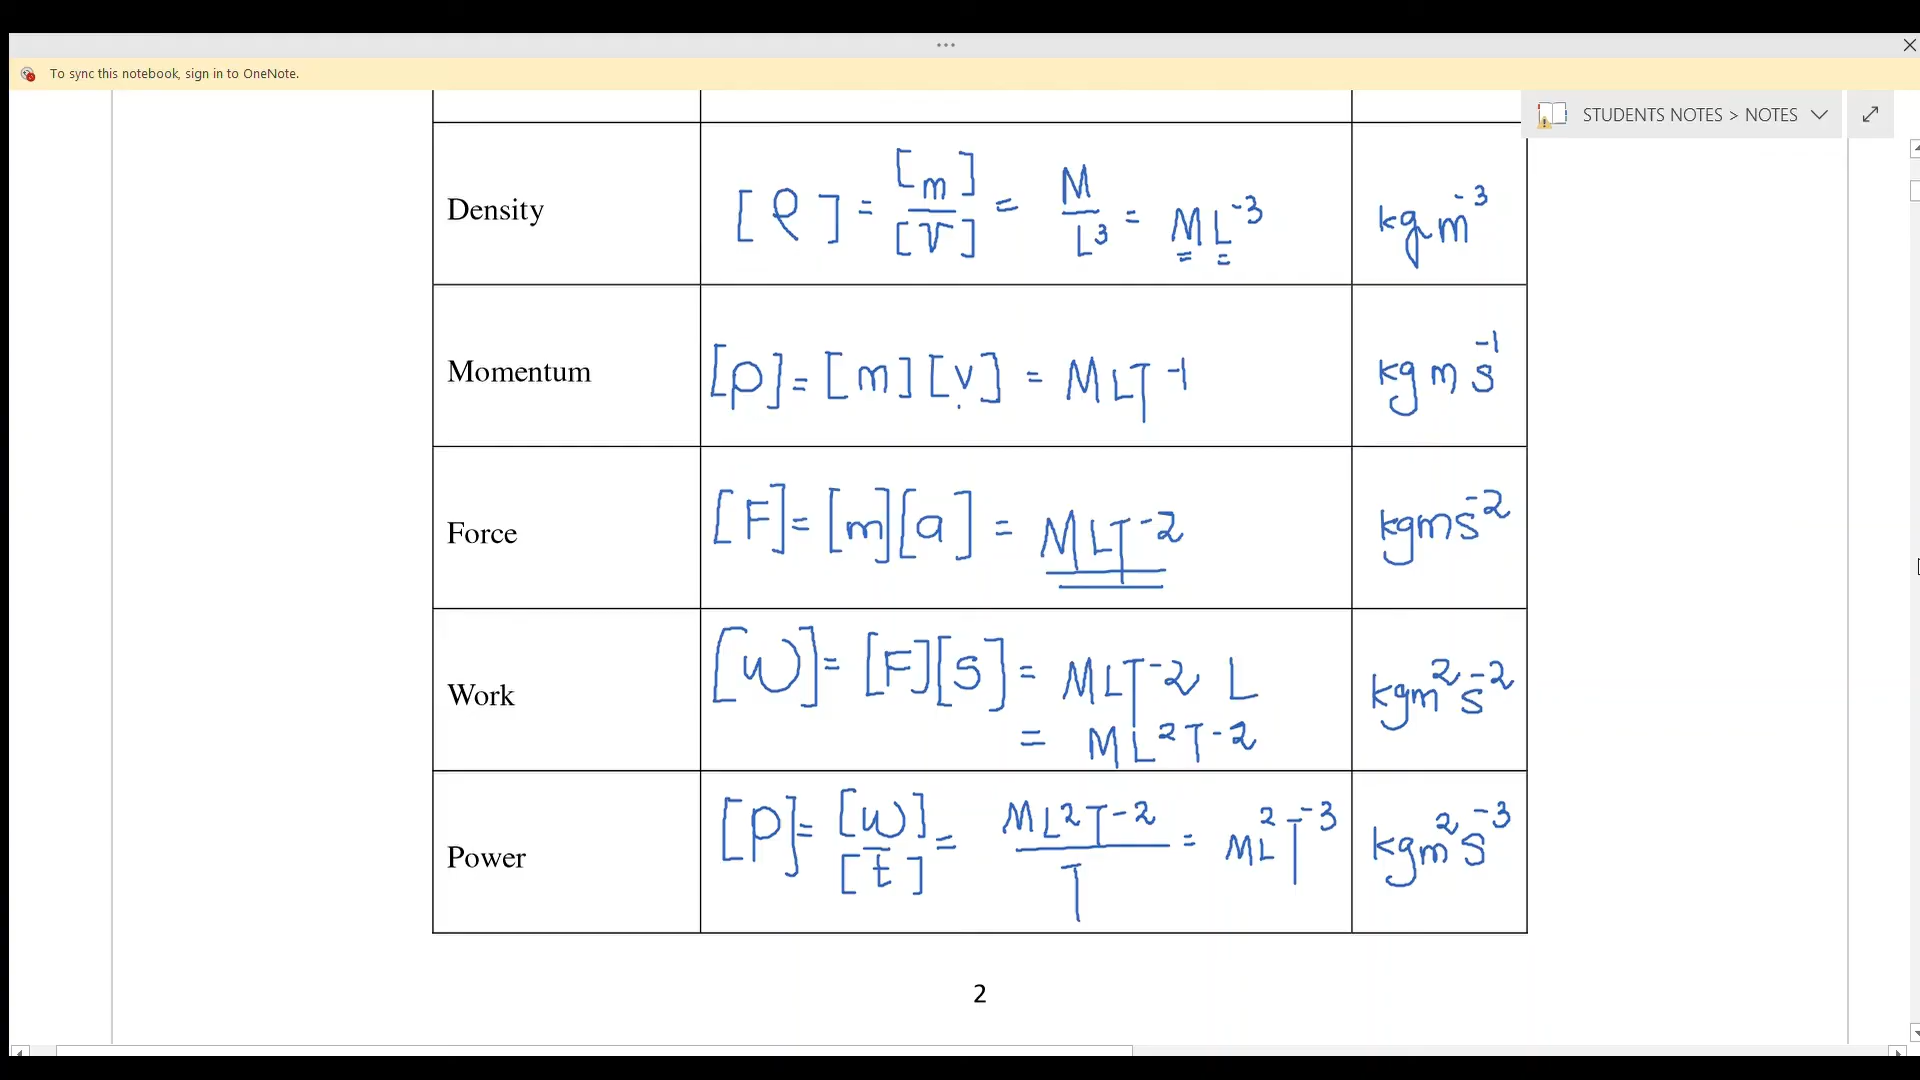 To sync this notebook, sign in to OneNote.
STUDENTS NOTES > NOTES
Density [ρ] = [m]/[V] = M/L³ = ML⁻³ kgm⁻³
Momentum [p] = [m][v] = MLT⁻¹ kgms⁻¹
Force [F] = [m][a] = MLT⁻² kgms⁻²
Work [W] = [F][S] = MLT⁻² L kgm²s⁻²
= ML²T⁻²
Power [P] = [W]/[t] = ML²T⁻²/T = ML²T⁻³ kgm²s⁻³
2